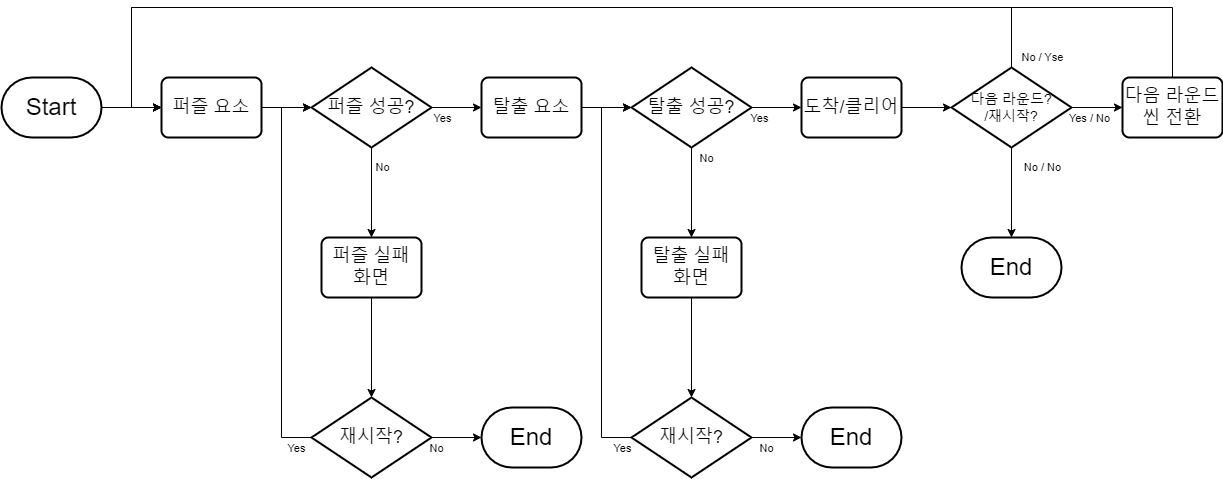 No / Yse
Start
퍼즐 요소
퍼즐 성공?
Yes
탈출 요소
탈출 성공?
Yes
도착/클리어
다음 라운드?
/재시작?
Yes / No
다음 라운드
씬 전환
No
No
No / No
퍼즐 실패
화면
탈출 실패
화면
End
재시작?
Yes
No
End
재시작?
Yes
No
End